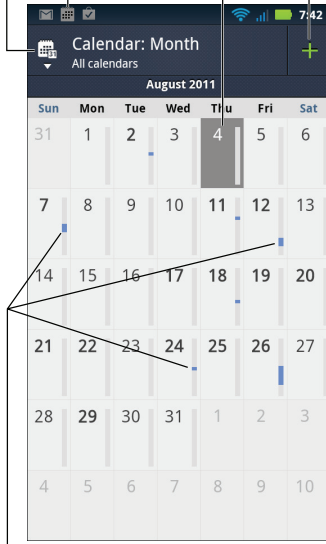 7:42
Calendar: Month
All calendars
+
August 2011
Sun Mon Tue Wed Thu Fri Sat
31 1 2 3 4 5 6
7 8 9 10 11 12 13
14 15 16 17 18 19 20
21 22 23 24 25 26 27
28 29 30 31 1 2 3
4 5 6 7 8 9 10